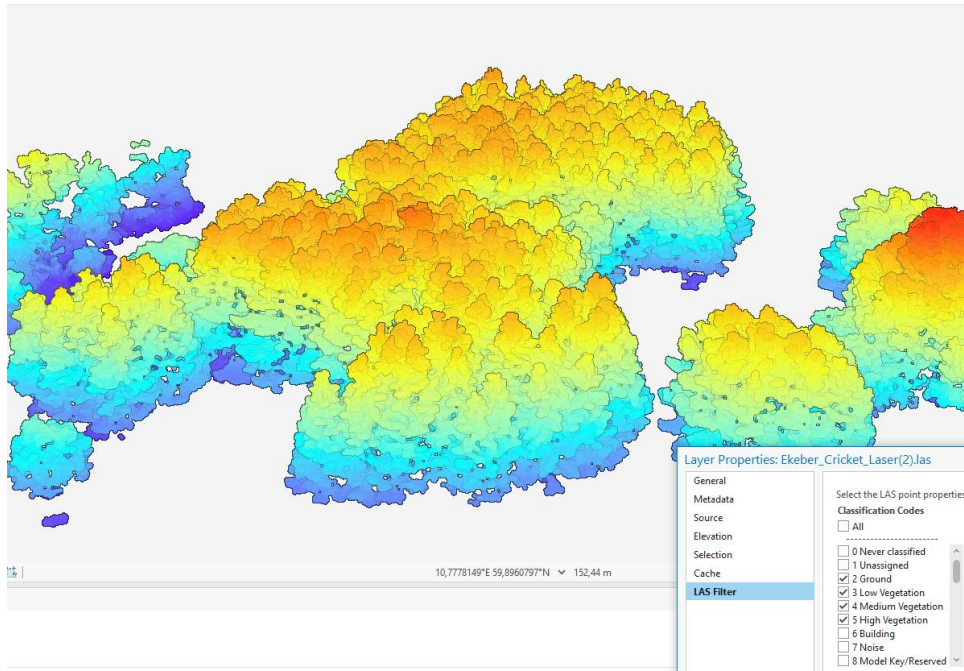 Layer Properties: Ekeber_Cricket_Laser(2).las
General
Metadata
Source
Elevation
Selection
Cache
LAS Filter
Select the LAS point properties
Classification Codes
All
0 Never classified
1 Unassigned
2 Ground
3 Low Vegetation
4 Medium Vegetation
5 High Vegetation
6 Building
7 Noise
8 Model Key/Reserved
10,7778149°E 59,8960797°N
152,44 m